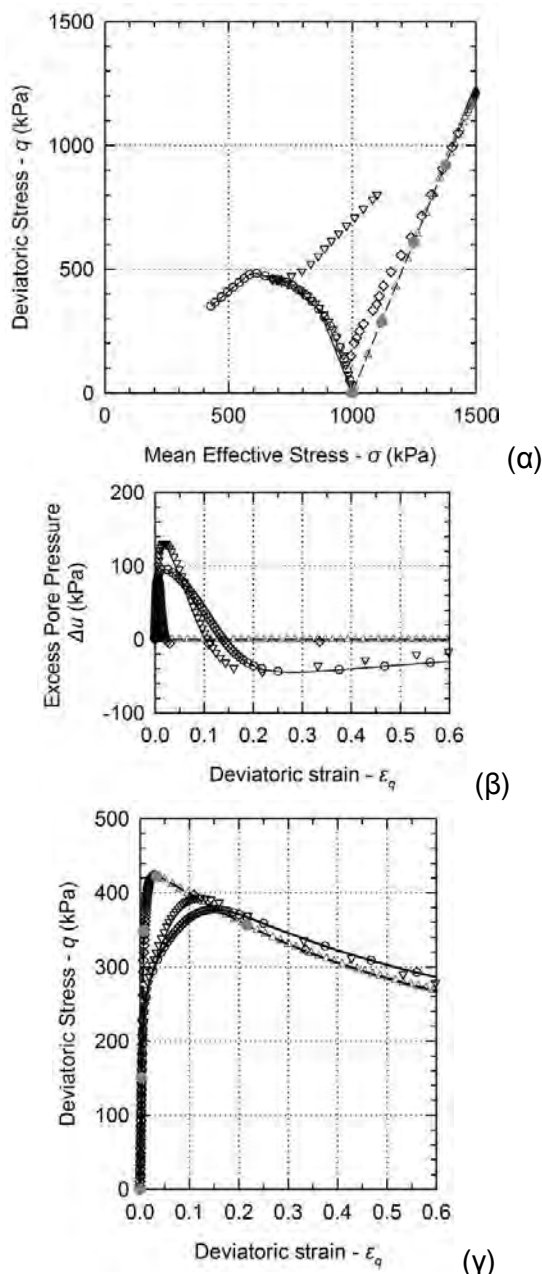 1500
1000
500
0
Deviatoric Stress - q (kPa)
0 500 1000 1500
Mean Effective Stress - σ (kPa)
(α)
200
100
0
-100
Excess Pore Pressure
Δu (kPa)
0.0 0.1 0.2 0.3 0.4 0.5 0.6
Deviatoric strain - εq
(β)
500
400
300
200
100
0
Deviatoric Stress - q (kPa)
0.0 0.1 0.2 0.3 0.4 0.5 0.6
Deviatoric strain - εq
(γ)